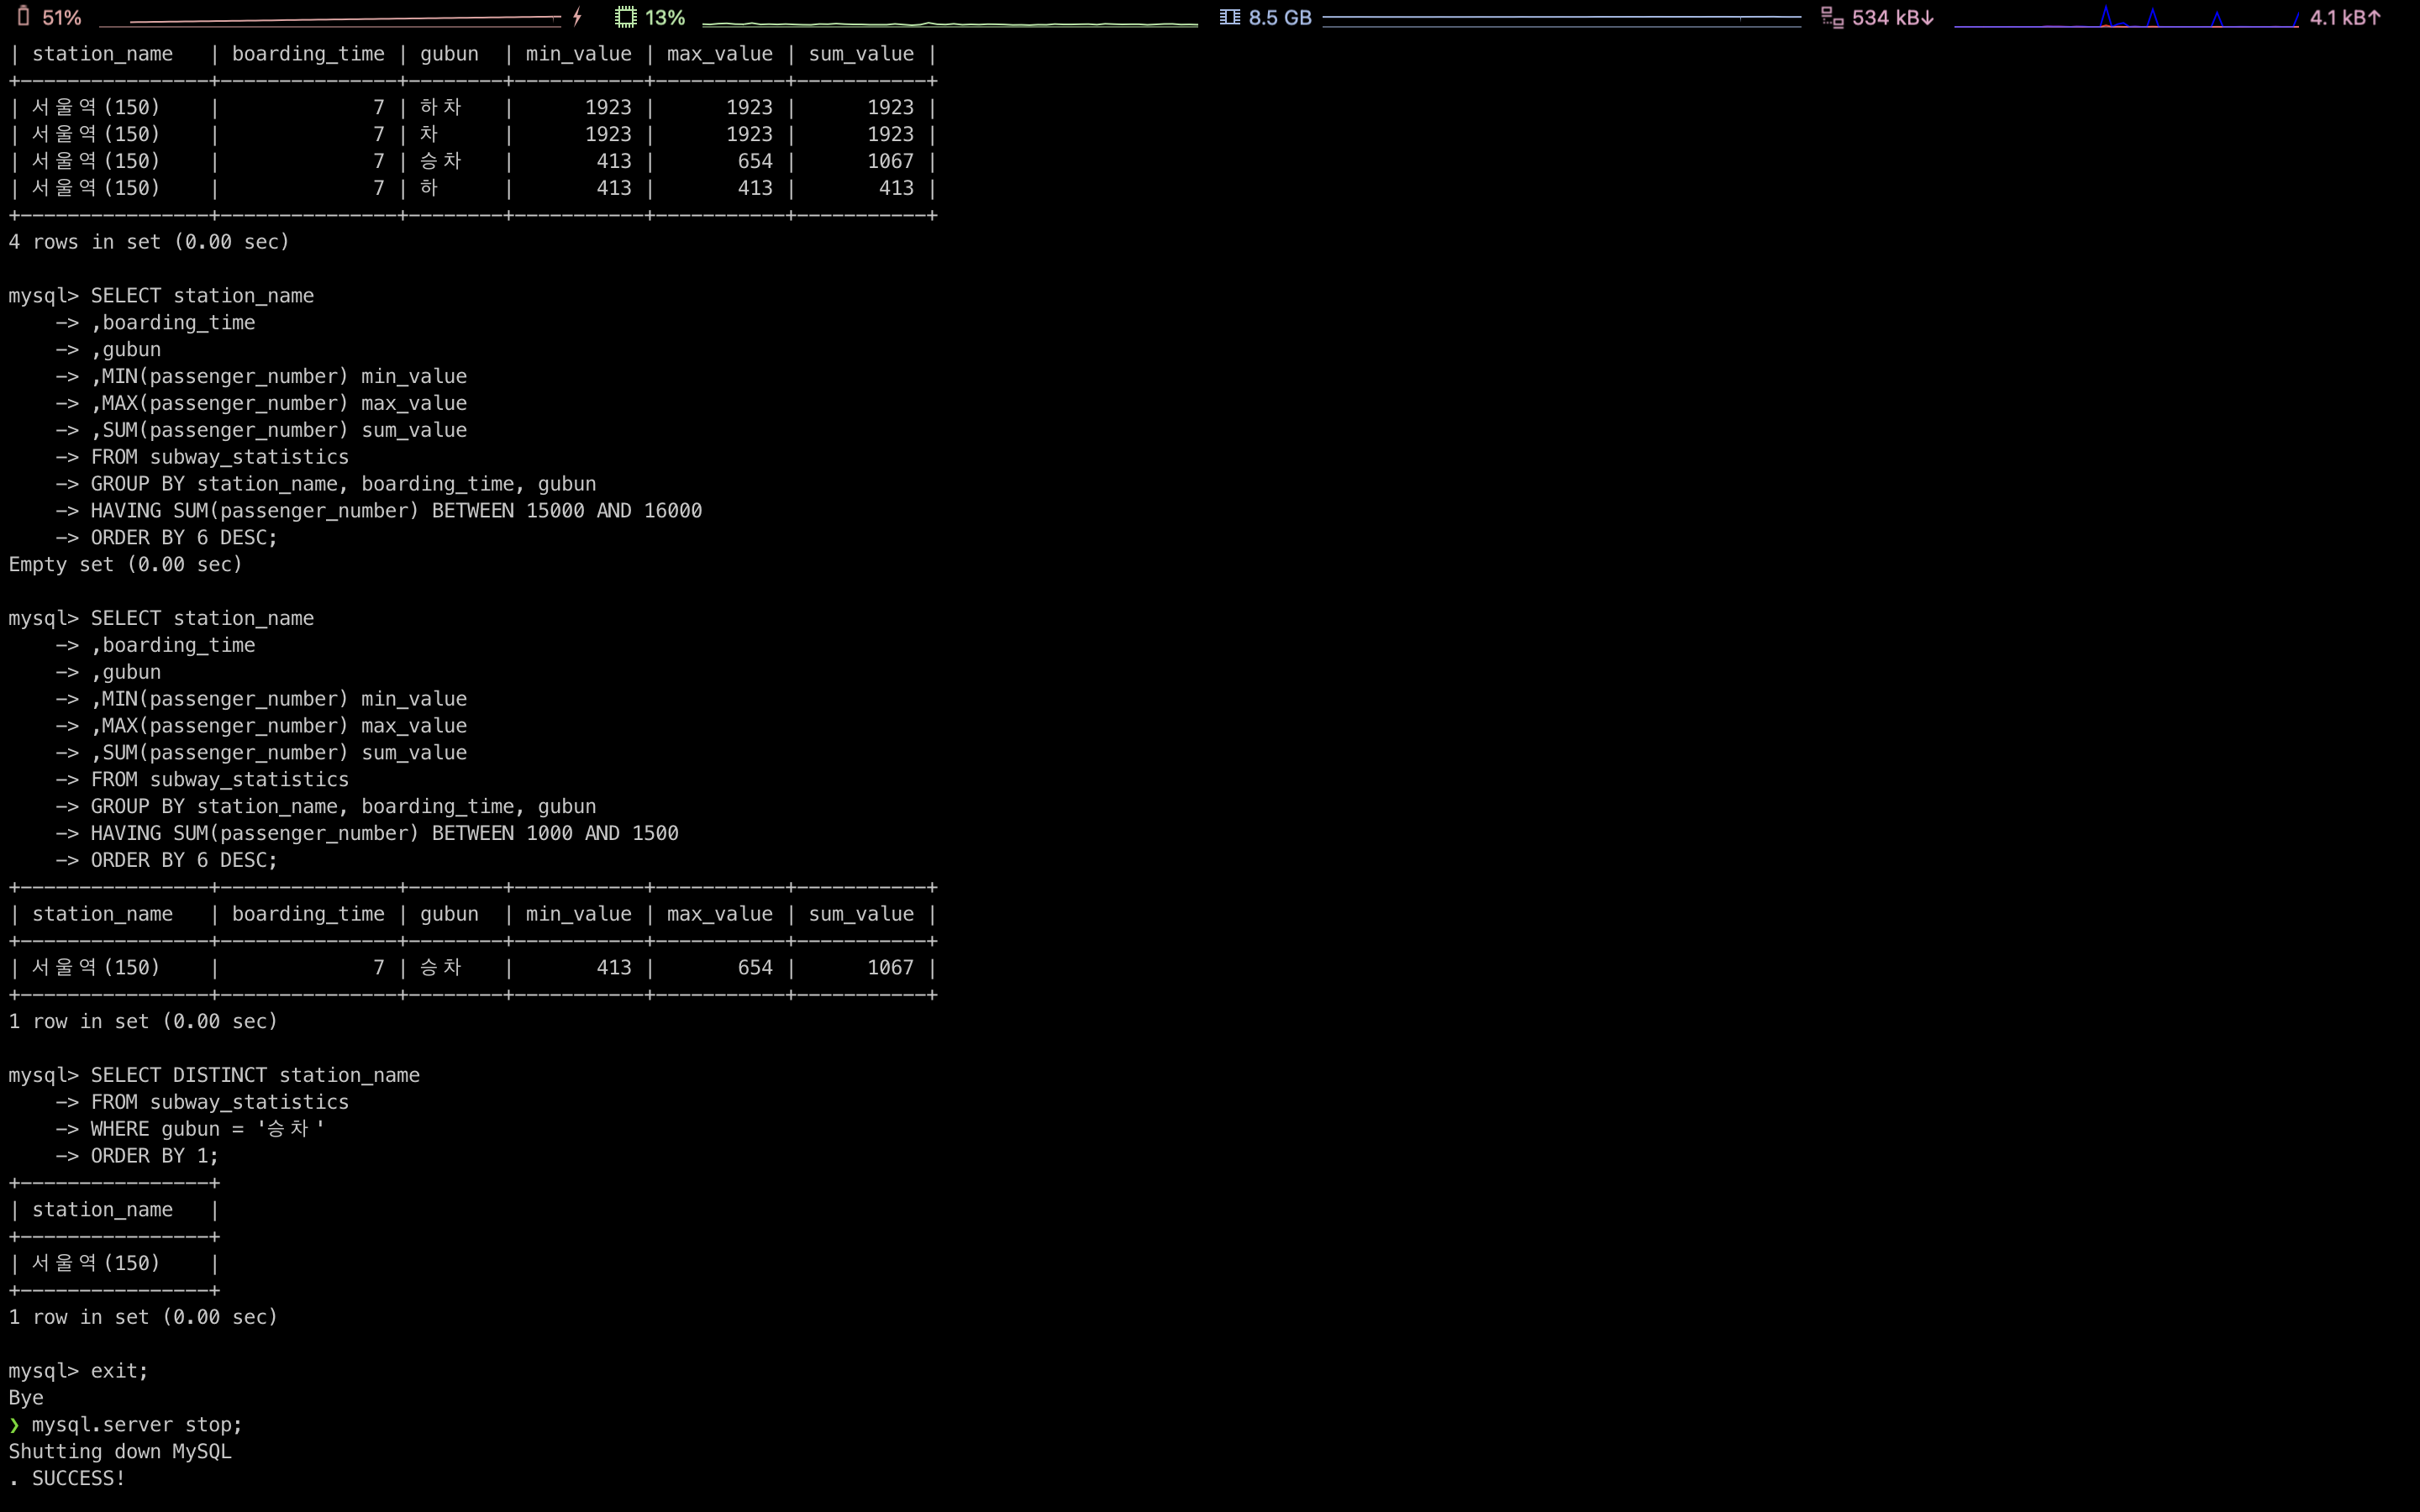 51% 13% 8.5 GB 534 kB↓ 4.1 kB↑
| station_name   | boarding_time | gubun  | min_value | max_value | sum_value |
+----------------+---------------+--------+-----------+-----------+-----------+
| 서울역(150)    |             7 | 하차   |      1923 |      1923 |      1923 |
| 서울역(150)    |             7 | 차     |      1923 |      1923 |      1923 |
| 서울역(150)    |             7 | 승차   |       413 |       654 |      1067 |
| 서울역(150)    |             7 | 하     |       413 |       413 |       413 |
+----------------+---------------+--------+-----------+-----------+-----------+
4 rows in set (0.00 sec)

mysql> SELECT station_name
    -> ,boarding_time
    -> ,gubun
    -> ,MIN(passenger_number) min_value
    -> ,MAX(passenger_number) max_value
    -> ,SUM(passenger_number) sum_value
    -> FROM subway_statistics
    -> GROUP BY station_name, boarding_time, gubun
    -> HAVING SUM(passenger_number) BETWEEN 15000 AND 16000
    -> ORDER BY 6 DESC;
Empty set (0.00 sec)

mysql> SELECT station_name
    -> ,boarding_time
    -> ,gubun
    -> ,MIN(passenger_number) min_value
    -> ,MAX(passenger_number) max_value
    -> ,SUM(passenger_number) sum_value
    -> FROM subway_statistics
    -> GROUP BY station_name, boarding_time, gubun
    -> HAVING SUM(passenger_number) BETWEEN 1000 AND 1500
    -> ORDER BY 6 DESC;
+----------------+---------------+--------+-----------+-----------+-----------+
| station_name   | boarding_time | gubun  | min_value | max_value | sum_value |
+----------------+---------------+--------+-----------+-----------+-----------+
| 서울역(150)    |             7 | 승차   |       413 |       654 |      1067 |
+----------------+---------------+--------+-----------+-----------+-----------+
1 row in set (0.00 sec)

mysql> SELECT DISTINCT station_name
    -> FROM subway_statistics
    -> WHERE gubun = '승차'
    -> ORDER BY 1;
+----------------+
| station_name   |
+----------------+
| 서울역(150)    |
+----------------+
1 row in set (0.00 sec)

mysql> exit;
Bye
❯ mysql.server stop;
Shutting down MySQL
. SUCCESS!